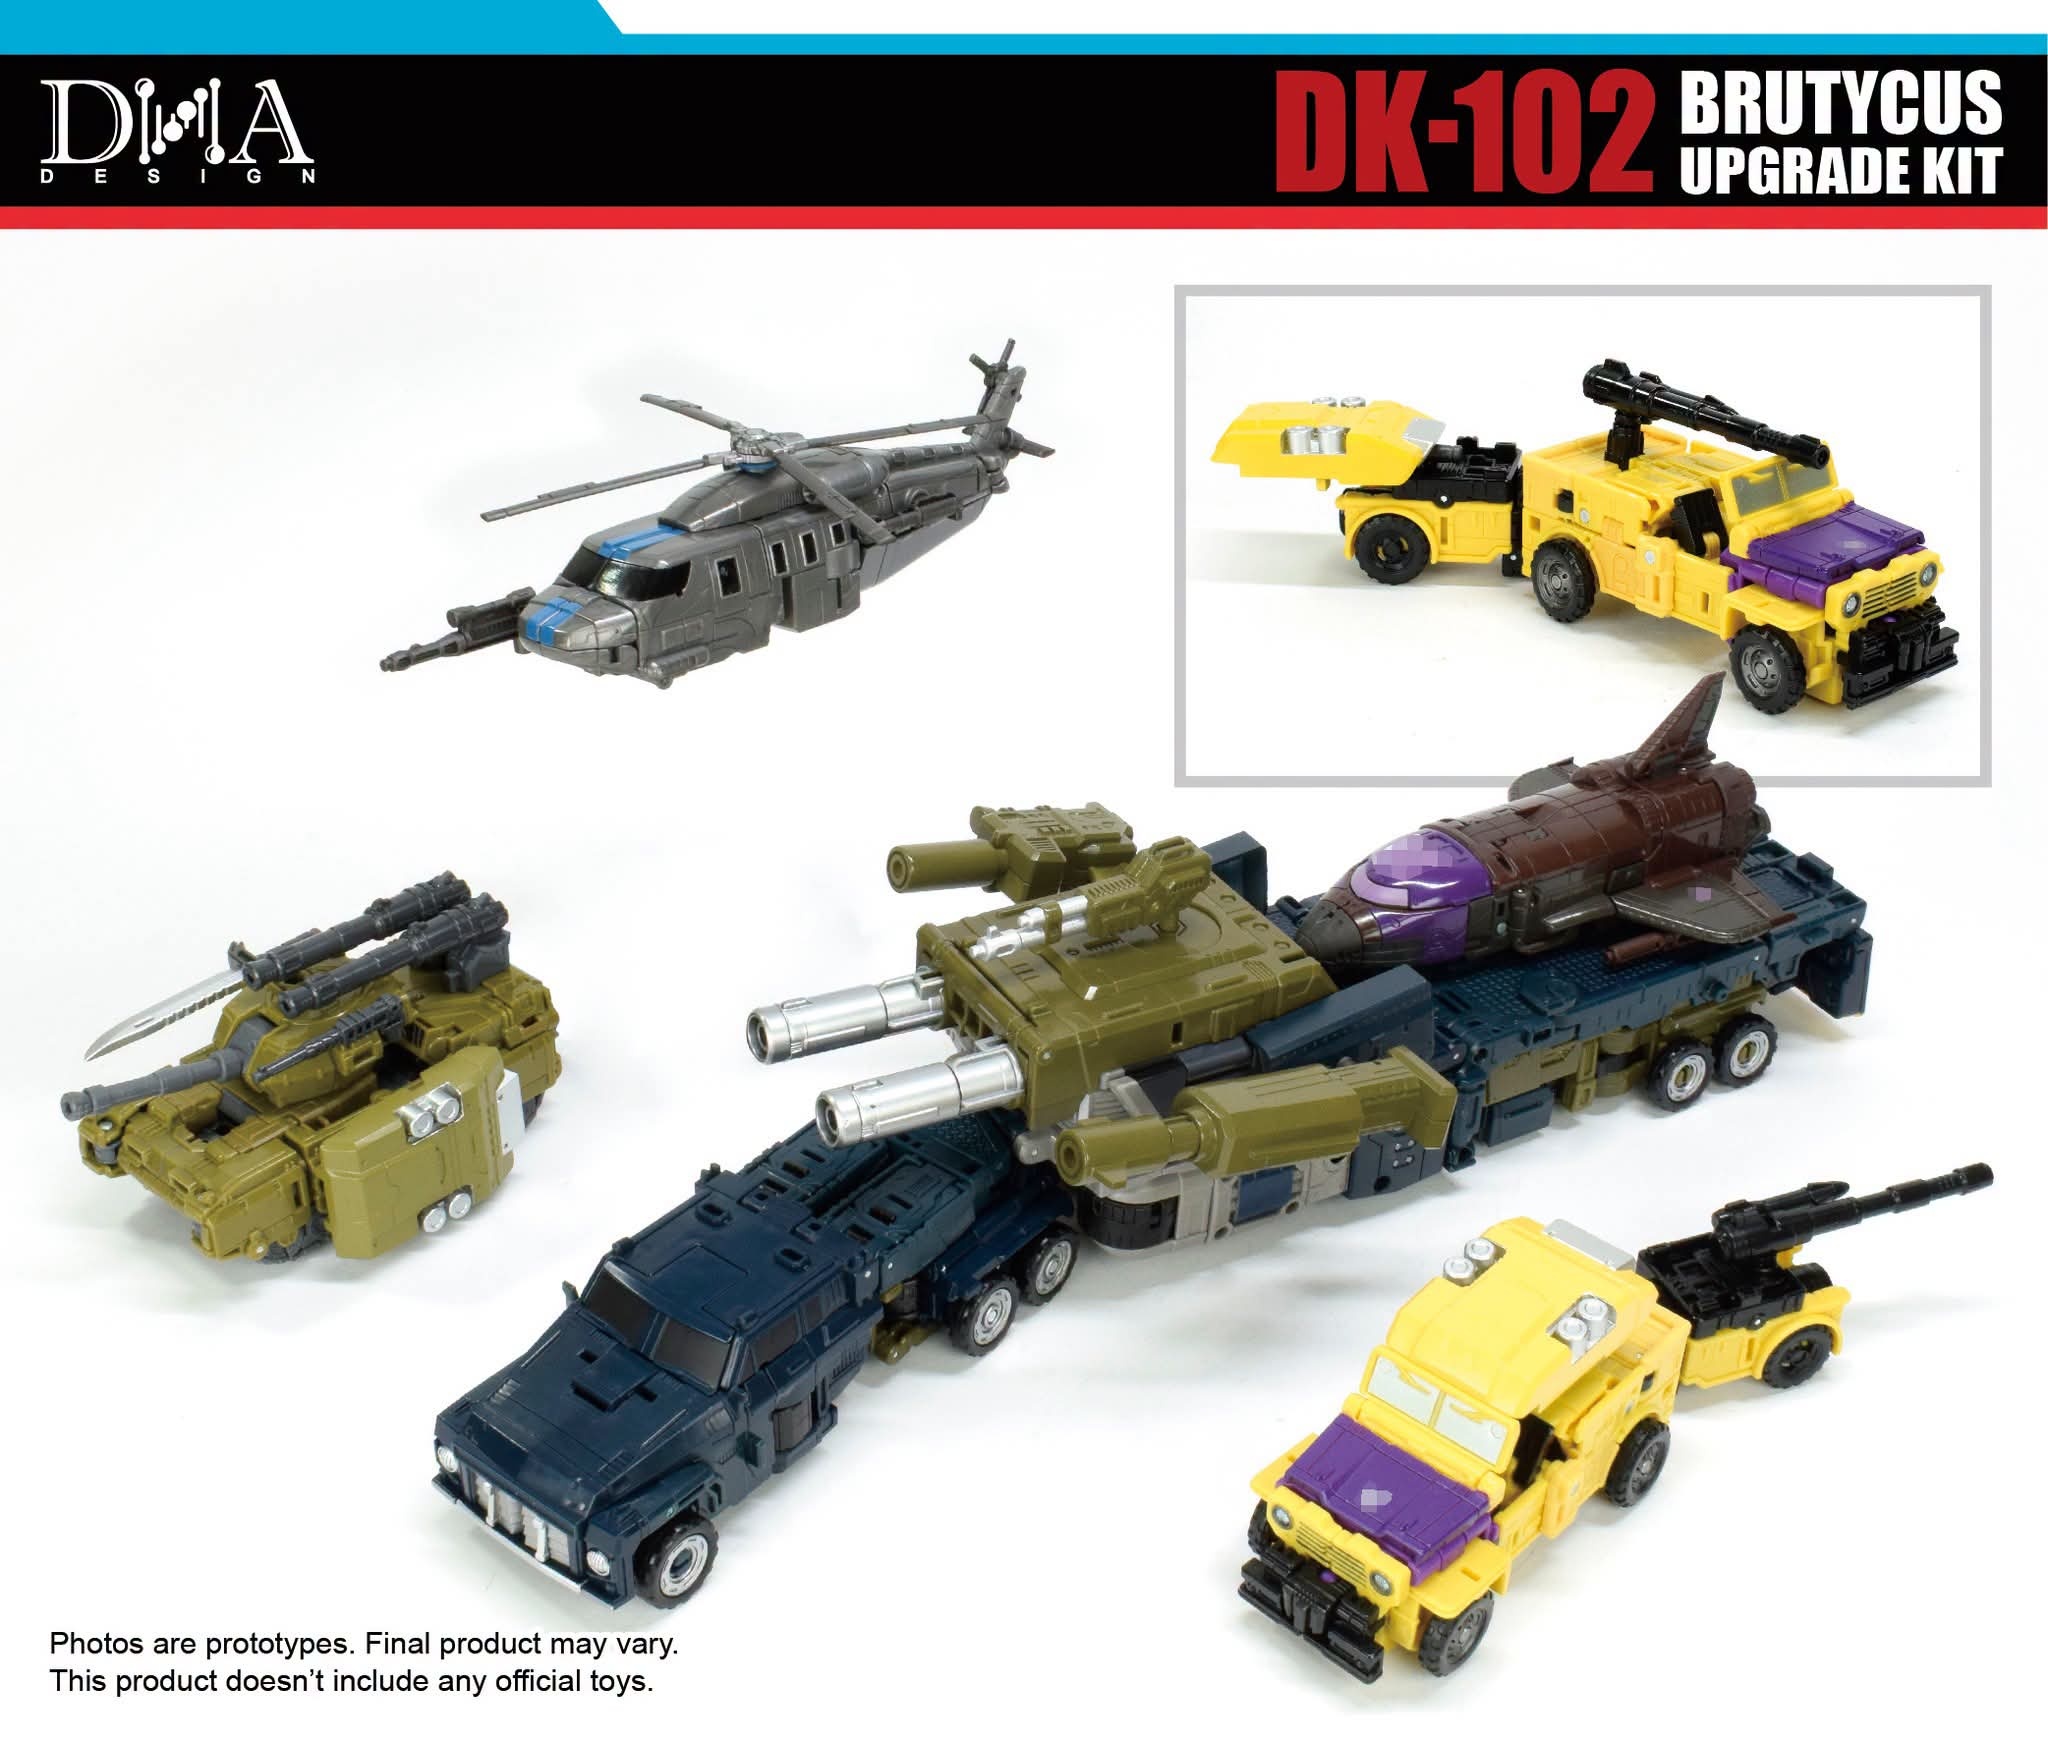 DNA
DESIGN
DK-102
BRUTYCUS
UPGRADE KIT
Photos are prototypes. Final product may vary.
This product doesn't include any official toys.